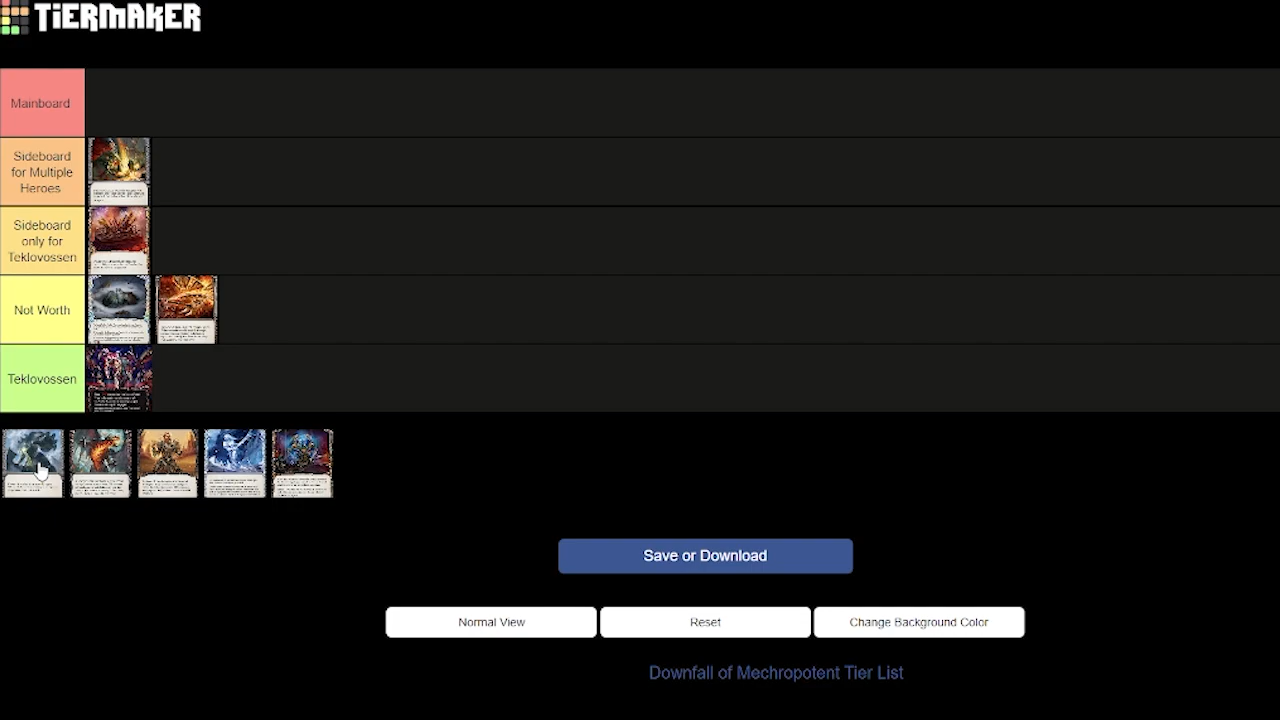 TiERMAKER
Mainboard
Sideboard
for Multiple
Heroes
Sideboard
only for
Teklovossen
Not Worth
Teklovossen
Save or Download
Normal View
Reset
Change Background Color
Downfall of Mechropotent Tier List